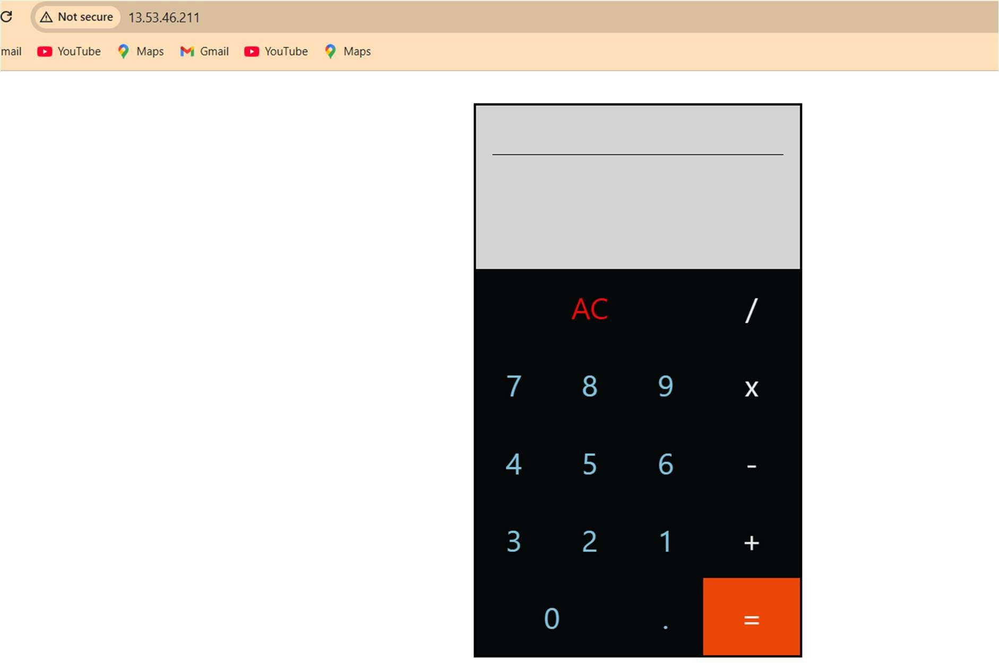 Not secure 13.53.46.211
mail YouTube Maps Gmail YouTube Maps
AC /
7 8 9 x
4 5 6 -
3 2 1 +
0 . =